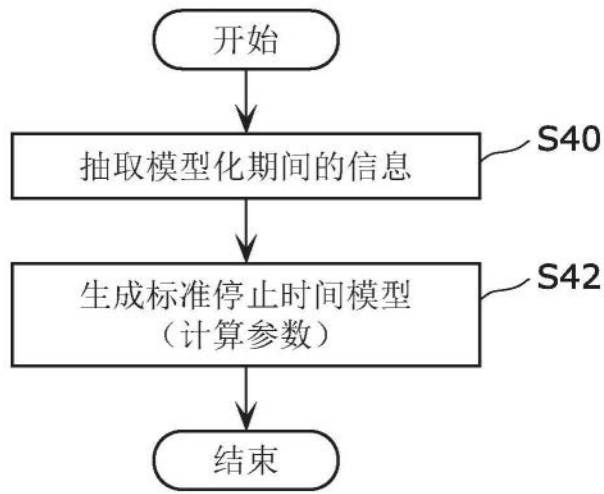 开始
抽取模型化期间的信息
S40
生成标准停止时间模型
（计算参数）
S42
结束